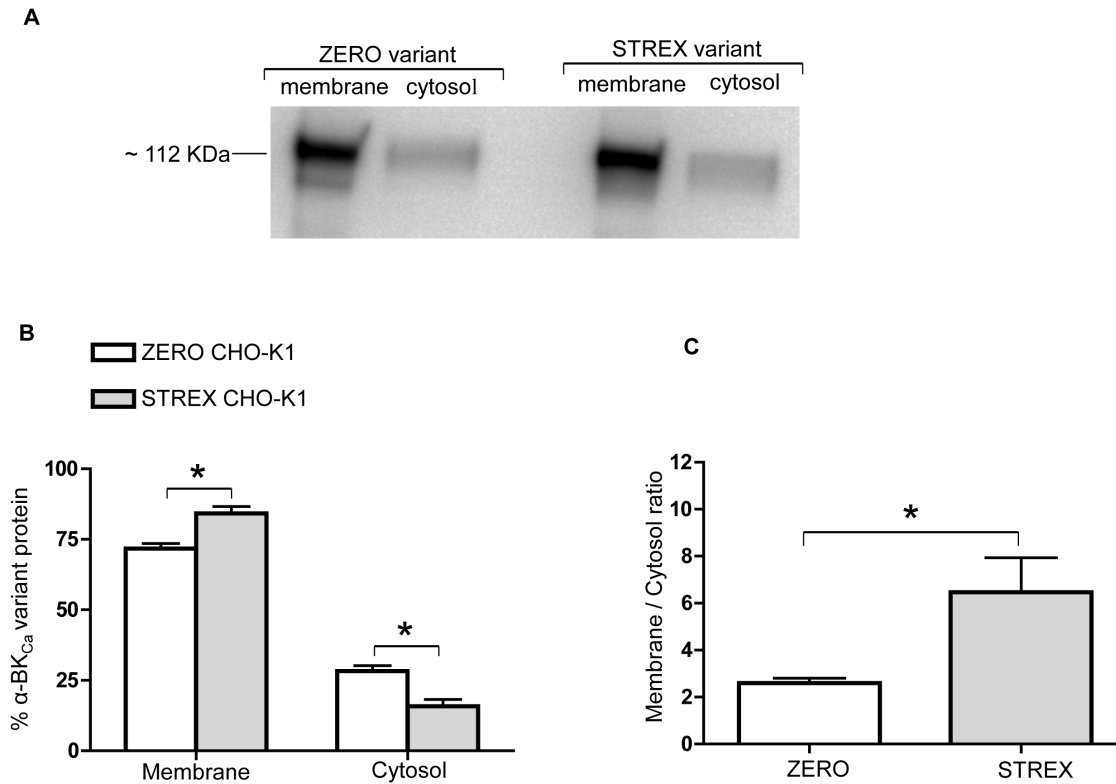 A
ZERO variant
STREX variant
membrane cytosol
membrane cytosol
~ 112 KDa
B
ZERO CHO-K1
STREX CHO-K1
% α-BKCa variant protein
100
75
50
25
0
*
*
Membrane
Cytosol
C
Membrane / Cytosol ratio
12
10
8
6
4
2
0
*
ZERO
STREX